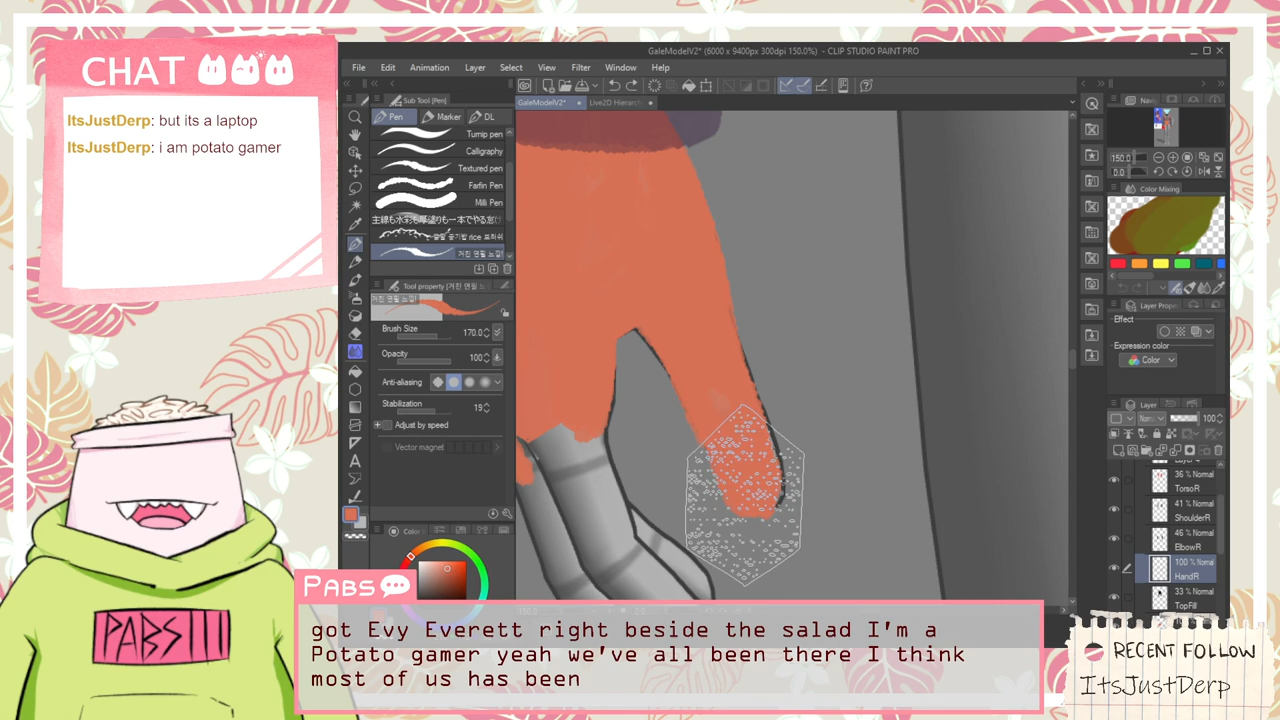 CHAT
ItsJustDerp: but its a laptop
ItsJustDerp: i am potato gamer
GaleModelV2* (6000 x 9400px 300dpi 150.0%) - CLIP STUDIO PAINT PRO
File Edit Animation Layer Select View Filter Window Help
Sub Tool [Pen]
GaleModelV2*
Live2D Hierarch
Pen Marker DL
Turnip pen
Calligraphy
Textured pen
Farfin Pen
Milli Pen
Tool property
Brush Size 170.0
Opacity 100
Anti-aliasing
Stabilization 19
Adjust by speed
Vector magnet
Color
150.0
0.0
Color Mixing
Layer Prope
Effect
Expression color
Color
Layer
Norm 100
36 % Normal
TorsoR
41 % Normal
ShoulderR
46 % Normal
ElbowR
100 % Norma
HandR
33 % Normal
TopFill
PABS
PABS
got Evy Everett right beside the salad I'm a
Potato gamer yeah we've all been there I think
most of us has been
RECENT FOLLOW
ItsJustDerp